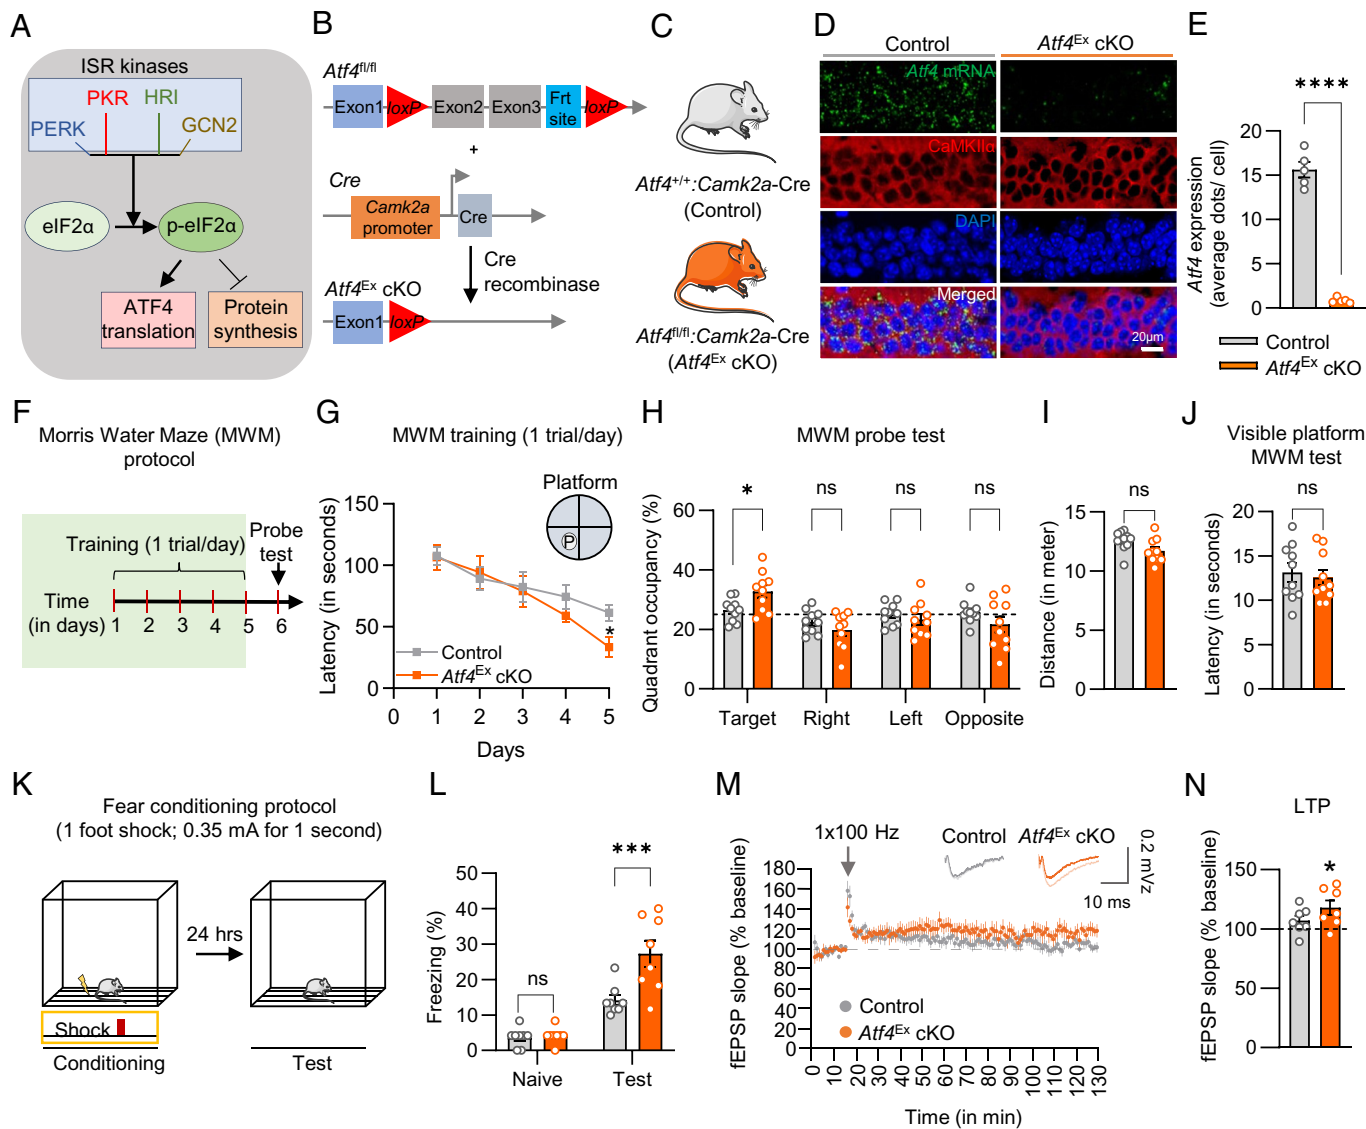 A
ISR kinases
PKR
HRI
PERK
GCN2
eIF2α
p-eIF2α
ATF4
translation
Protein
synthesis
B
Atf4fl/fl
Exon1
loxP
Exon2
Exon3
Frt
site
loxP
+
Cre
Camk2a
promoter
Cre
Cre
recombinase
Atf4Ex cKO
Exon1
loxP
C
Atf4+/+:Camk2a-Cre
(Control)
Atf4fl/fl:Camk2a-Cre
(Atf4Ex cKO)
D
Control
Atf4Ex cKO
Atf4 mRNA
CaMKIIα
DAPI
Merged
20µm
E
****
Atf4 expression
(average dots/ cell)
20
15
10
5
0
Control
Atf4Ex cKO
F
Morris Water Maze (MWM)
protocol
Training (1 trial/day)
Probe
test
Time
(in days)
1 2 3 4 5 6
G
MWM training (1 trial/day)
Platform
P
Latency (in seconds)
150
100
50
0
*
Control
Atf4Ex cKO
0 1 2 3 4 5
Days
H
MWM probe test
Quadrant occupancy (%)
60
40
20
0
* ns ns ns
Target Right Left Opposite
I
ns
Distance (in meter)
15
10
5
0
J
Visible platform
MWM test
ns
Latency (in seconds)
20
15
10
5
0
K
Fear conditioning protocol
(1 foot shock; 0.35 mA for 1 second)
24 hrs
Shock
Conditioning
Test
L
Freezing (%)
50
40
30
20
10
0
ns
***
Naive Test
M
1x100 Hz
Control
Atf4Ex cKO
0.2 mVz
10 ms
fEPSP slope (% baseline)
180
160
140
120
100
80
60
40
20
0
Control
Atf4Ex cKO
0 10 20 30 40 50 60 70 80 90 100 110 120 130
Time (in min)
N
LTP
*
fEPSP slope (% baseline)
150
100
50
0